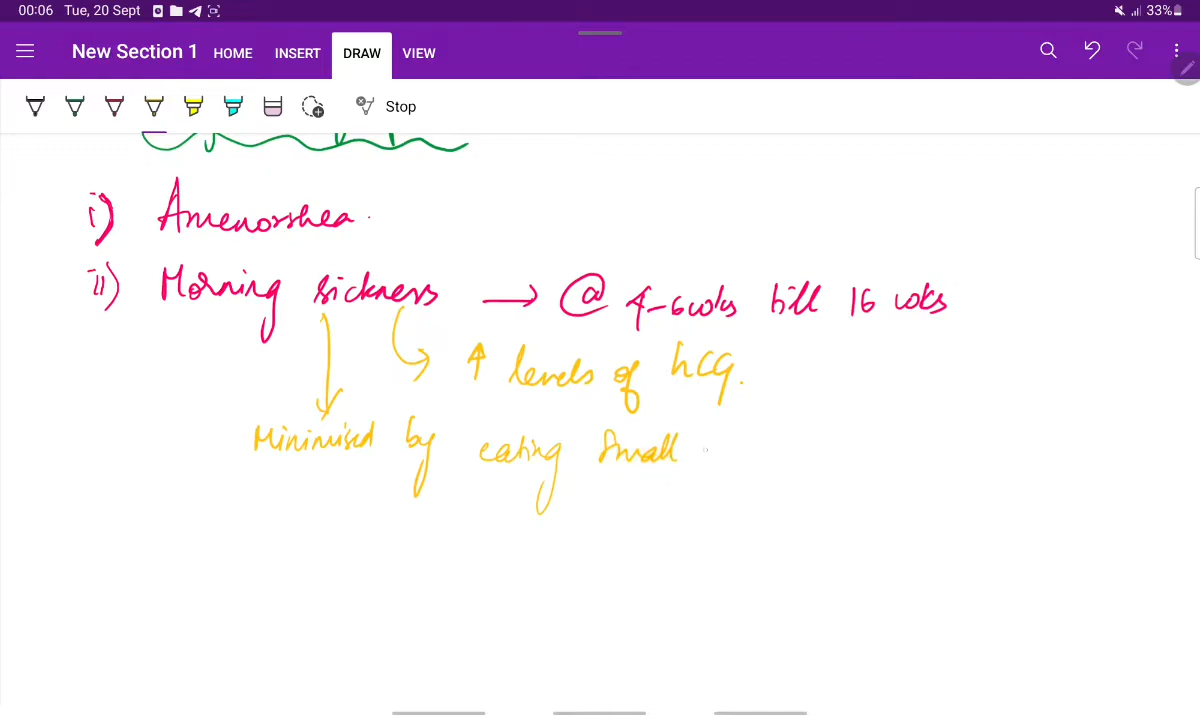 00:06 Tue, 20 Sept 33%
New Section 1 HOME INSERT DRAW VIEW
Stop
i) Amenorrhea.
ii) Morning sickness → @ 4-6wks till 16 wks
↑ levels of hCG.
Minimised by eating small